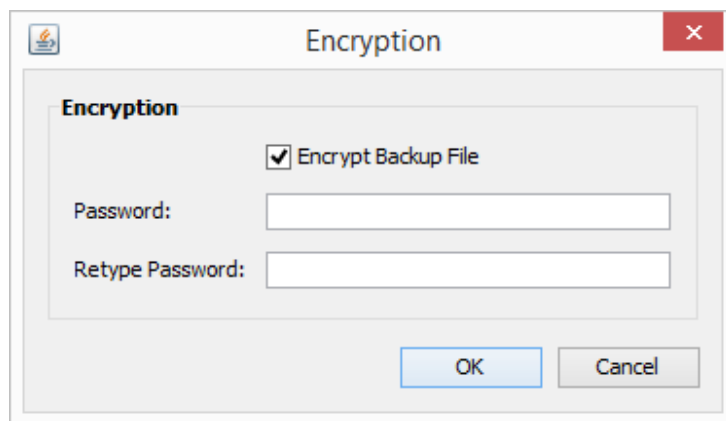 Encryption
Encryption
Encrypt Backup File
Password:
Retype Password:
OK Cancel